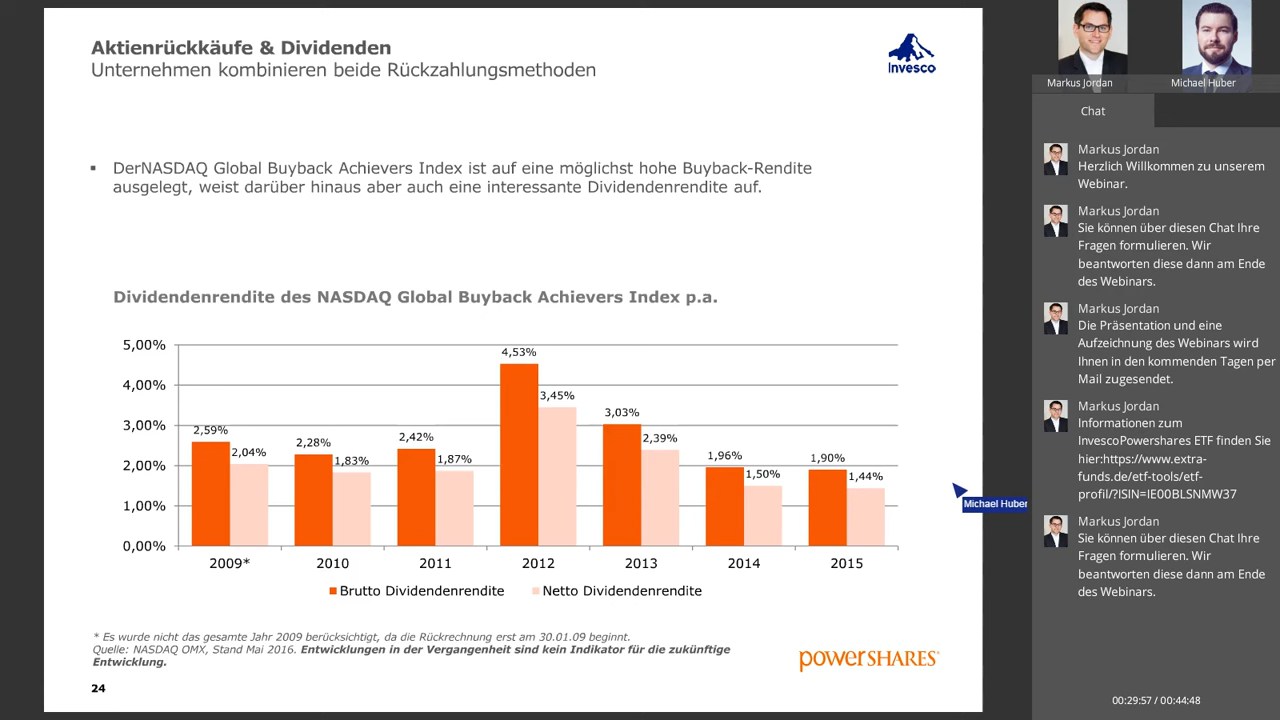 Aktienrückkäufe & Dividenden
Unternehmen kombinieren beide Rückzahlungsmethoden
Invesco
▪ DerNASDAQ Global Buyback Achievers Index ist auf eine möglichst hohe Buyback-Rendite
ausgelegt, weist darüber hinaus aber auch eine interessante Dividendenrendite auf.
Dividendenrendite des NASDAQ Global Buyback Achievers Index p.a.
5,00%
4,00%
3,00%
2,00%
1,00%
0,00%
2,59%
2,04%
2,28%
1,83%
2,42%
1,87%
4,53%
3,45%
3,03%
2,39%
1,96%
1,50%
1,90%
1,44%
2009*
2010
2011
2012
2013
2014
2015
Brutto Dividendenrendite
Netto Dividendenrendite
* Es wurde nicht das gesamte Jahr 2009 berücksichtigt, da die Rückrechnung erst am 30.01.09 beginnt.
Quelle: NASDAQ OMX, Stand Mai 2016. Entwicklungen in der Vergangenheit sind kein Indikator für die zukünftige
Entwicklung.
powerSHARES
24
Michael Huber
Markus Jordan
Michael Huber
Chat
Markus Jordan
Herzlich Willkommen zu unserem
Webinar.
Markus Jordan
Sie können über diesen Chat Ihre
Fragen formulieren. Wir
beantworten diese dann am Ende
des Webinars.
Markus Jordan
Die Präsentation und eine
Aufzeichnung des Webinars wird
Ihnen in den kommenden Tagen per
Mail zugesendet.
Markus Jordan
Informationen zum
InvescoPowershares ETF finden Sie
hier:https://www.extra-
funds.de/etf-tools/etf-
profil/?ISIN=IE00BLSNMW37
Markus Jordan
Sie können über diesen Chat Ihre
Fragen formulieren. Wir
beantworten diese dann am Ende
des Webinars.
00:29:57 / 00:44:48